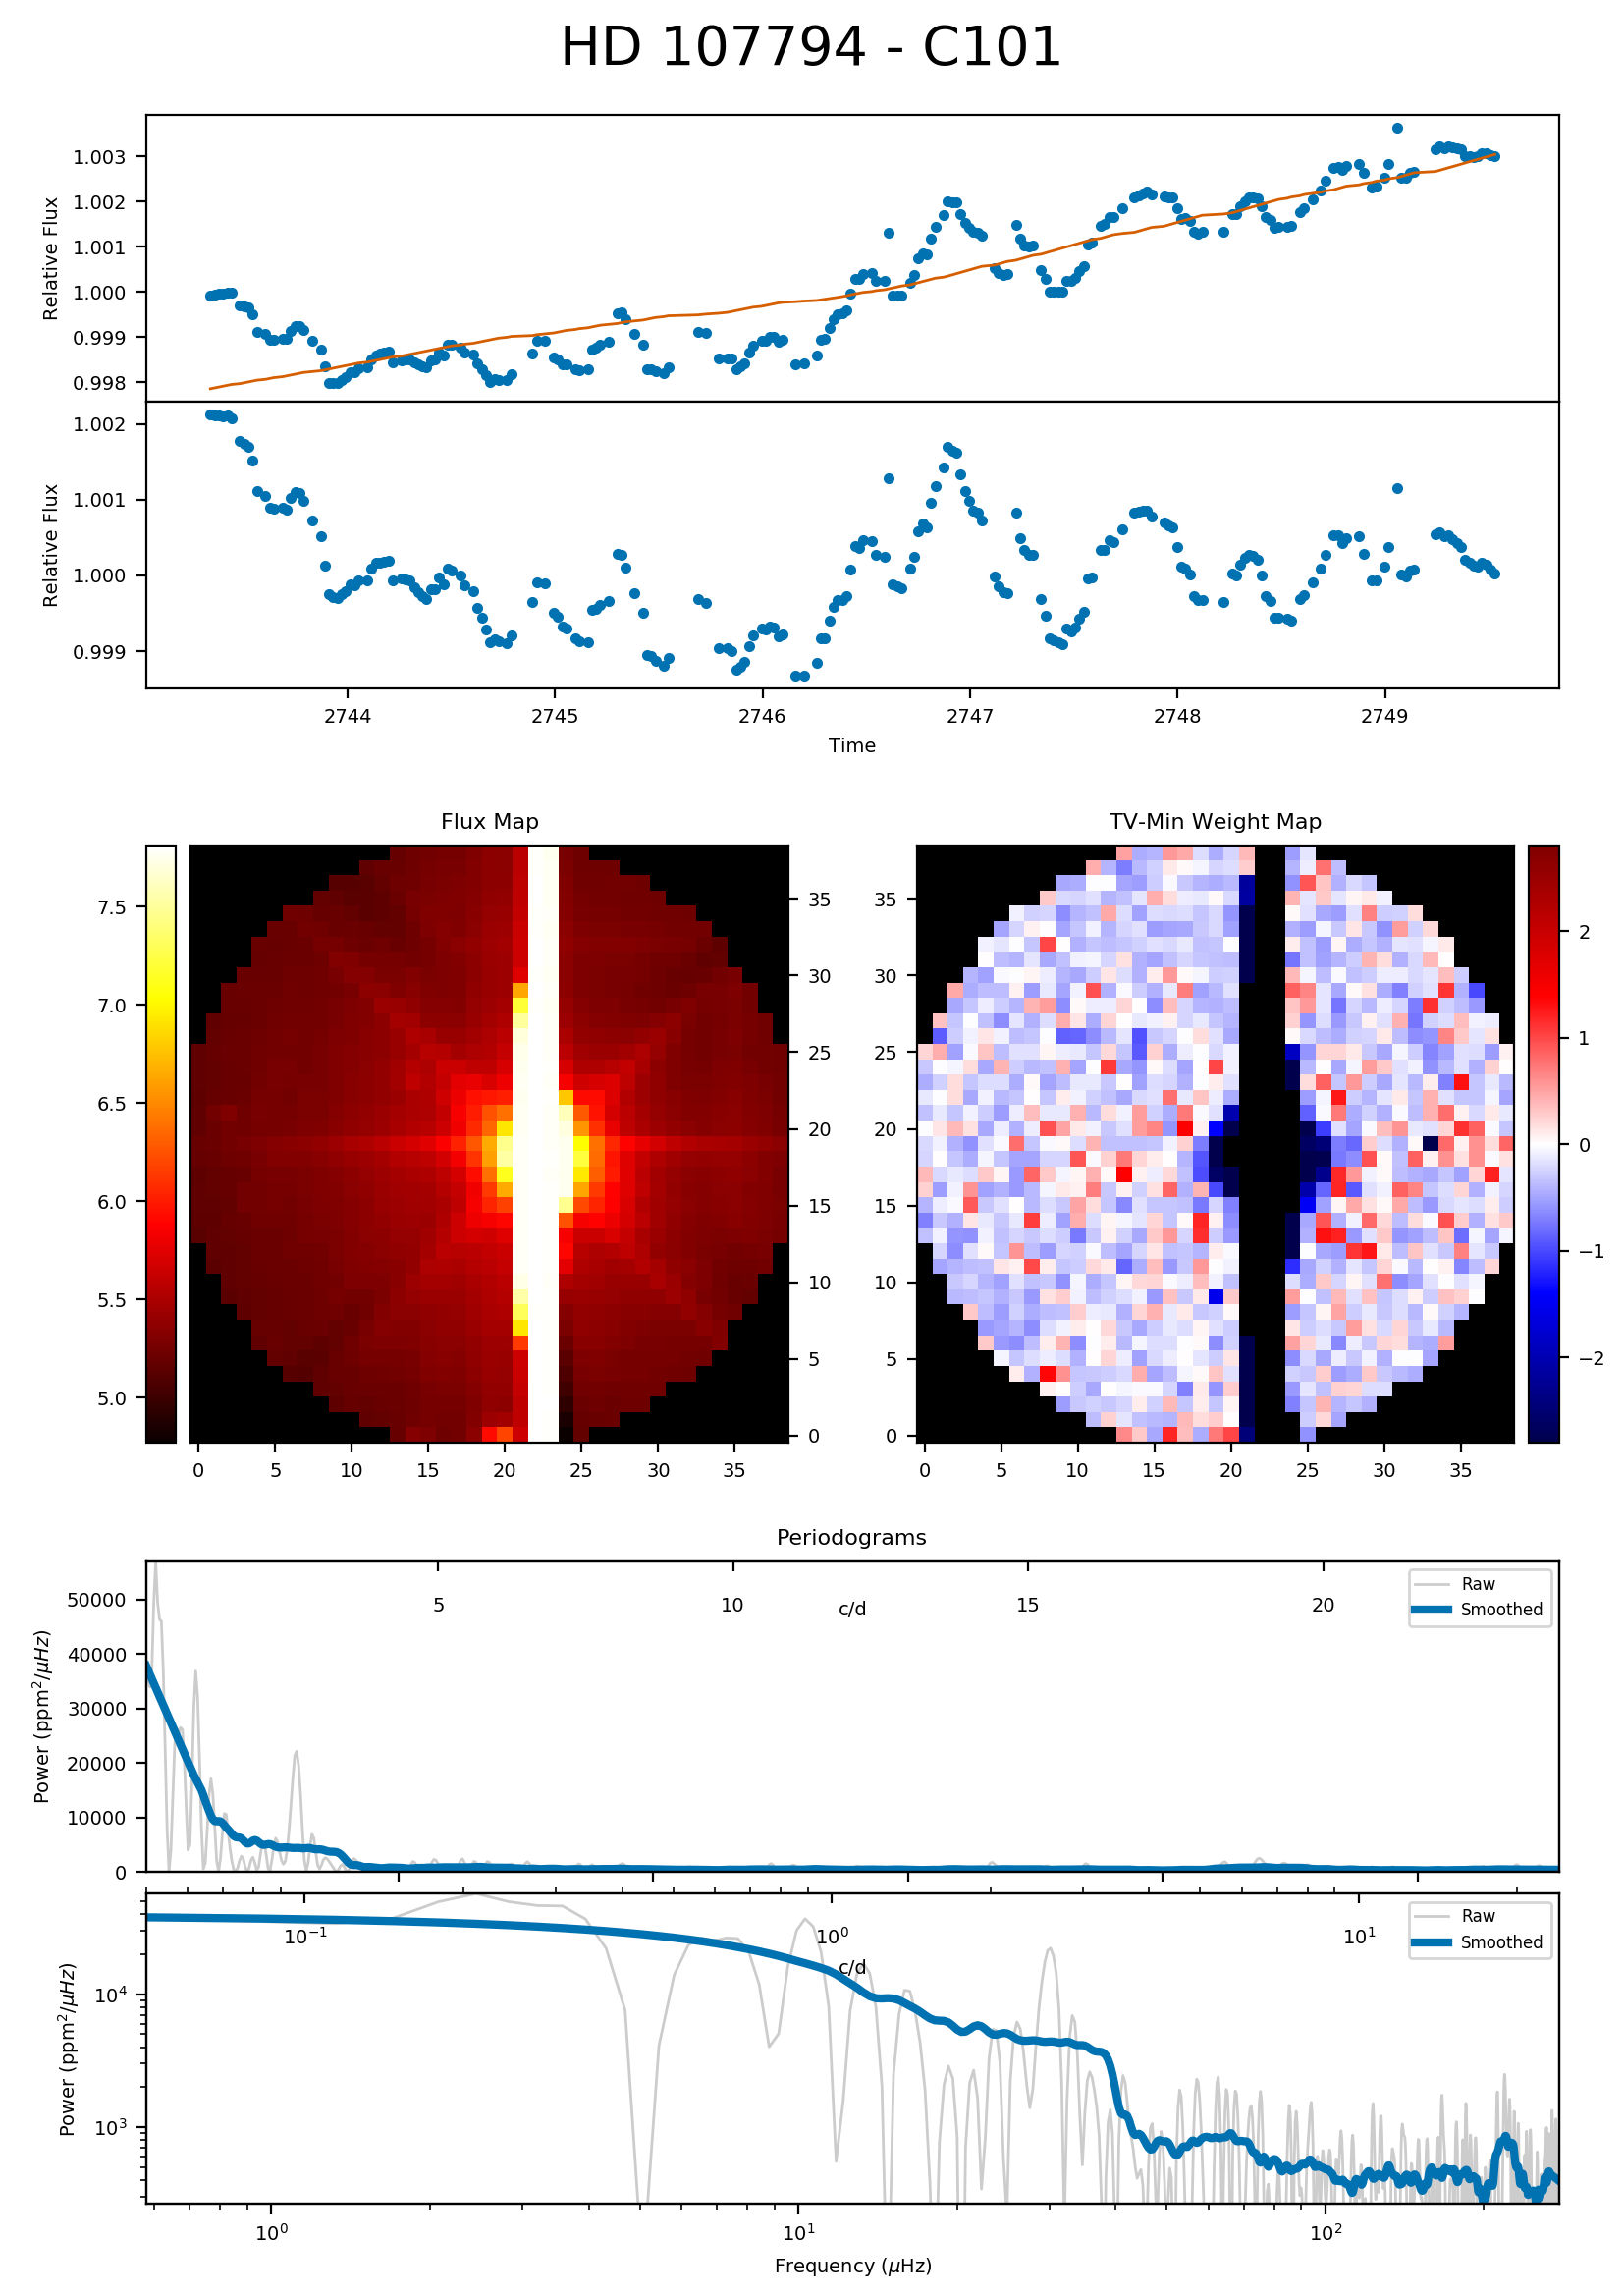 HD 107794 - C101
Relative Flux
1.003
1.002
1.001
1.000
0.999
0.998
Relative Flux
1.002
1.001
1.000
0.999
2744 2745 2746 2747 2748 2749
Time
Flux Map
7.5
7.0
6.5
6.0
5.5
5.0
35
30
25
20
15
10
5
0
0 5 10 15 20 25 30 35
TV-Min Weight Map
35
30
25
20
15
10
5
0
0 5 10 15 20 25 30 35
2
1
0
−1
−2
Periodograms
Power (ppm²/μHz)
50000
40000
30000
20000
10000
0
5 10 15 20
c/d
Raw
Smoothed
Power (ppm²/μHz)
10⁴
10³
10⁻¹ 10⁰ 10¹
c/d
Raw
Smoothed
10⁰ 10¹ 10²
Frequency (μHz)